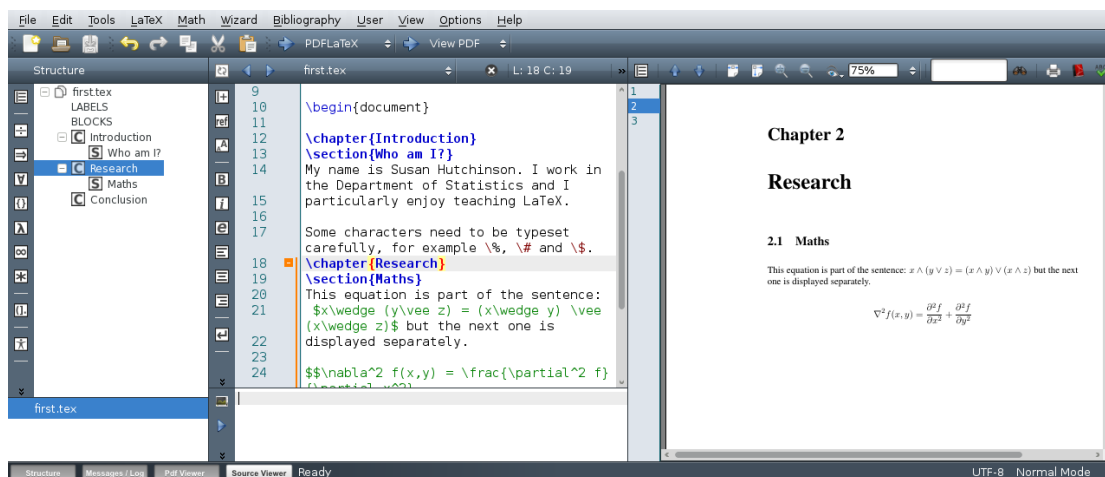 File Edit Tools LaTeX Math Wizard Bibliography User View Options Help
PDFLaTeX View PDF
Structure first.tex L: 18 C: 19 » 75%
first.tex
LABELS
BLOCKS
C Introduction
S Who am I?
C Research
S Maths
C Conclusion
first.tex
9
10 \begin{document}
11
12 \chapter{Introduction}
13 \section{Who am I?}
14 My name is Susan Hutchinson. I work in
the Department of Statistics and I
15 particularly enjoy teaching LaTeX.
16
17 Some characters need to be typeset
carefully, for example \%, \# and \$.
18 \chapter{Research}
19 \section{Maths}
20 This equation is part of the sentence:
21 $x\wedge (y\vee z) = (x\wedge y) \vee
(x\wedge z)$ but the next one is
22 displayed separately.
23
24 $$\nabla^2 f(x,y) = \frac{\partial^2 f}
{\partial x^2}
1
2
3
Chapter 2
Research
2.1 Maths
This equation is part of the sentence: x ∧ (y ∨ z) = (x ∧ y) ∨ (x ∧ z) but the next
one is displayed separately.
∇²f(x, y) = ∂²f/∂x² + ∂²f/∂y²
Structure Messages / Log Pdf Viewer Source Viewer Ready UTF-8 Normal Mode